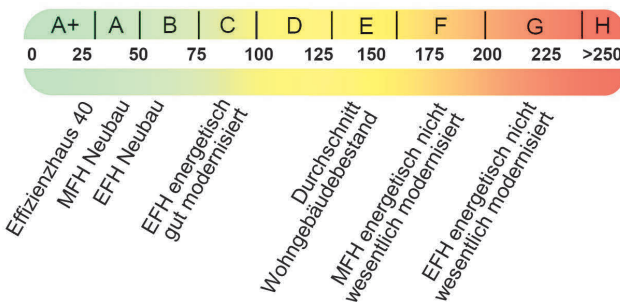 A+ A B C D E F G H
0 25 50 75 100 125 150 175 200 225 >250
Effizienzhaus 40
MFH Neubau
EFH Neubau
EFH energetisch
gut modernisiert
Durchschnitt
Wohngebäudebestand
MFH energetisch nicht
wesentlich modernisiert
EFH energetisch nicht
wesentlich modernisiert